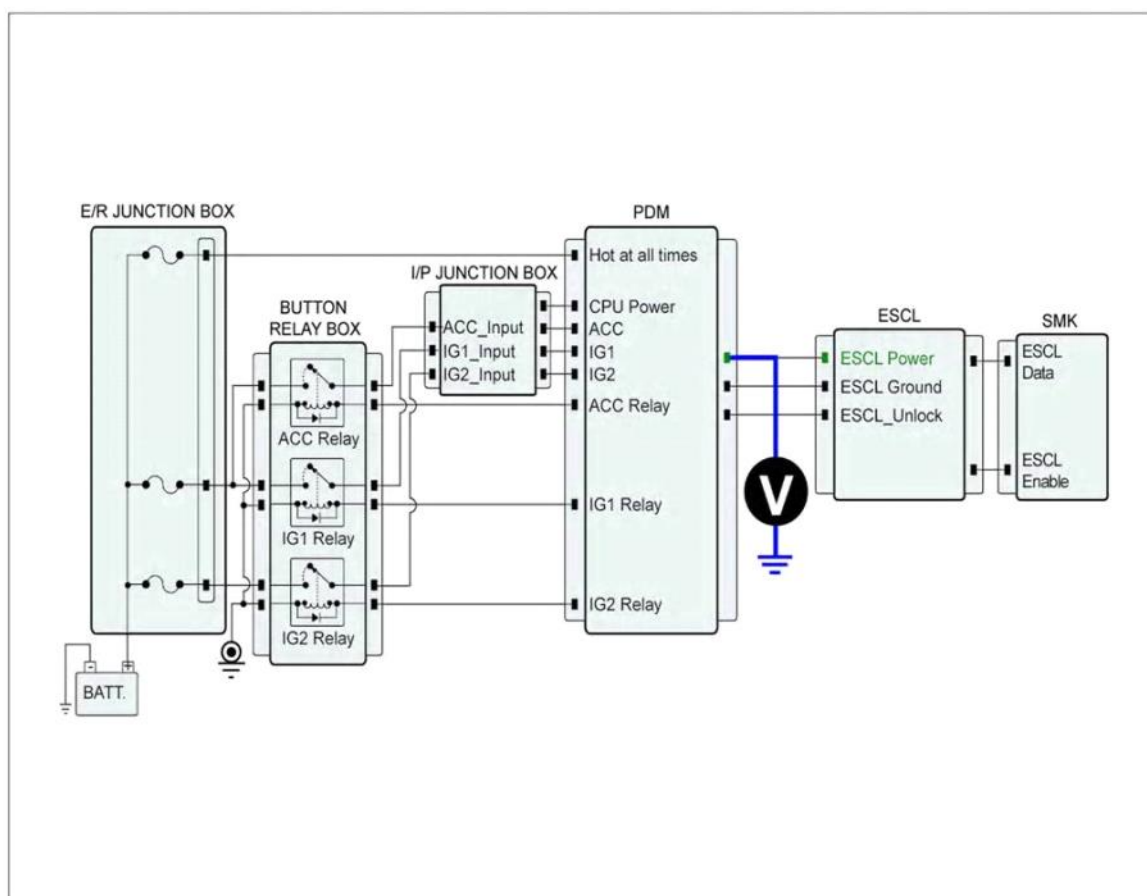 E/R JUNCTION BOX
PDM
Hot at all times
I/P JUNCTION BOX
CPU Power
BUTTON
RELAY BOX
ESCL
SMK
ACC_Input
ACC
IG1_Input
IG1
IG2_Input
IG2
ESCL Power
ESCL
Data
ESCL Ground
ACC Relay
ESCL_Unlock
ACC Relay
ESCL
Enable
V
IG1 Relay
IG1 Relay
IG2 Relay
IG2 Relay
- +
BATT.